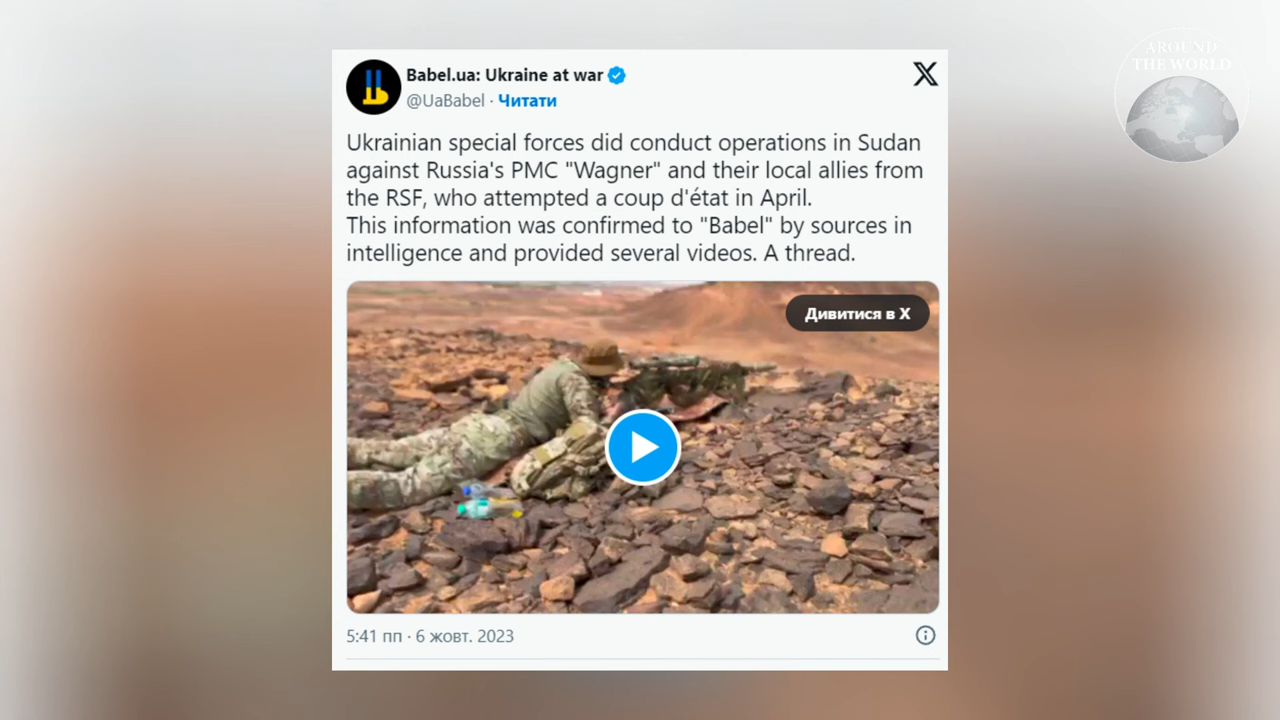 AROUND
THE WORLD
Babel.ua: Ukraine at war
@UaBabel · Читати
X
Ukrainian special forces did conduct operations in Sudan
against Russia's PMC "Wagner" and their local allies from
the RSF, who attempted a coup d'état in April.
This information was confirmed to "Babel" by sources in
intelligence and provided several videos. A thread.
Дивитися в X
5:41 пп · 6 жовт. 2023